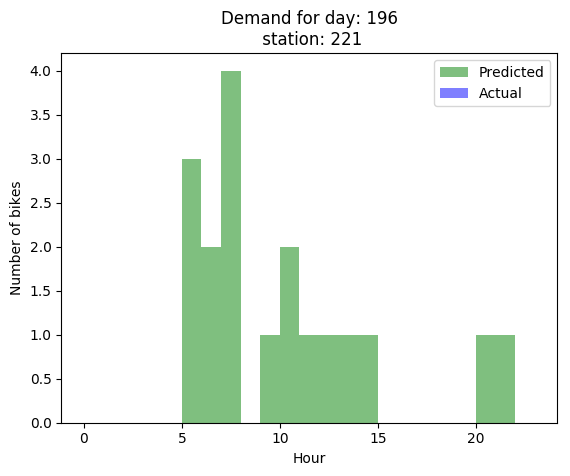 Demand for day: 196
station: 221
Predicted
Actual
4.0
3.5
3.0
2.5
2.0
1.5
1.0
0.5
0.0
Number of bikes
0 5 10 15 20
Hour